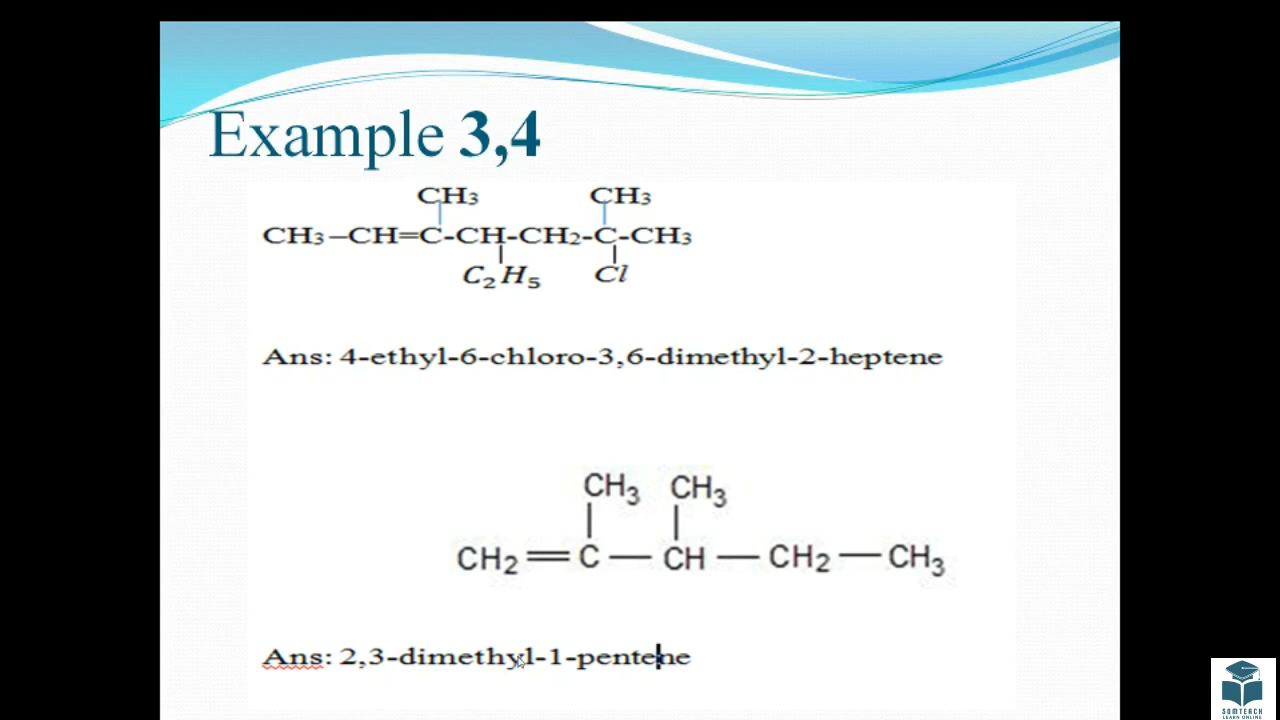 Example 3,4
CH3 CH3
CH3 –CH=C-CH-CH2-C-CH3
C2H5 Cl
Ans: 4-ethyl-6-chloro-3,6-dimethyl-2-heptene
CH3 CH3
CH2=C—CH—CH2—CH3
Ans: 2,3-dimethyl-1-pentene
SOMTEACH
LEARN ONLINE